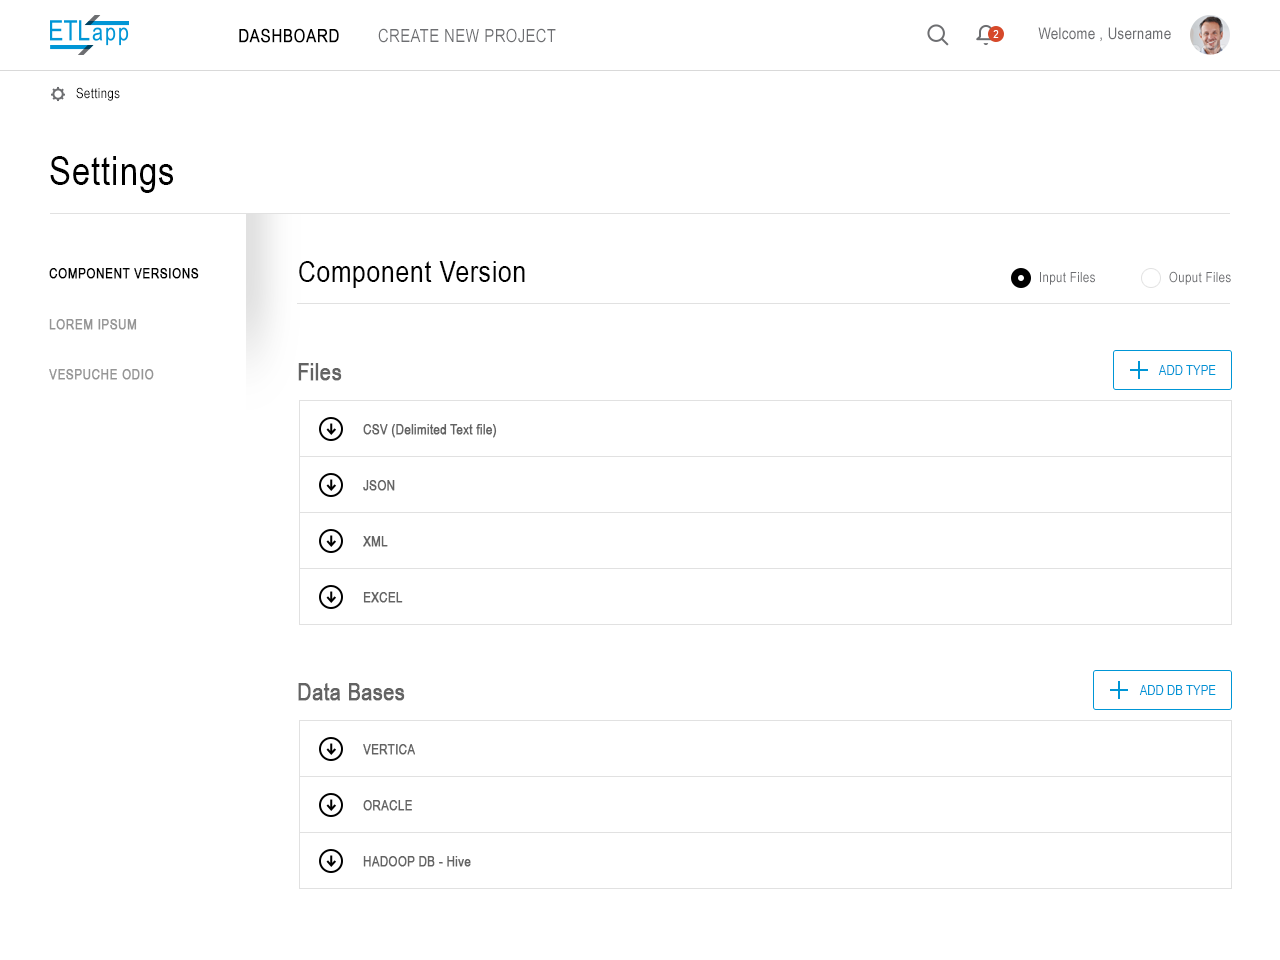 ETLapp
DASHBOARD CREATE NEW PROJECT 2 Welcome , Username
Settings
Settings
COMPONENT VERSIONS
LOREM IPSUM
VESPUCHE ODIO
Component Version Input Files Ouput Files
Files ADD TYPE
CSV (Delimited Text file)
JSON
XML
EXCEL
Data Bases ADD DB TYPE
VERTICA
ORACLE
HADOOP DB - Hive